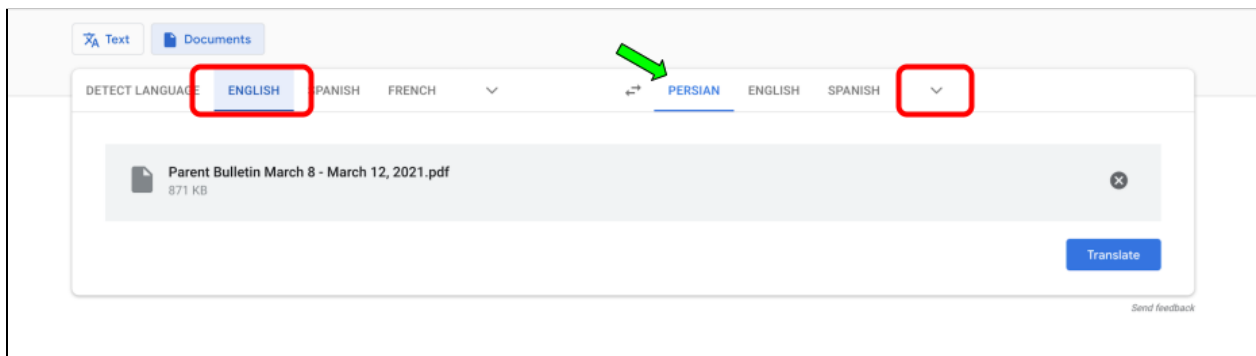 Text Documents
DETECT LANGUAGE ENGLISH SPANISH FRENCH PERSIAN ENGLISH SPANISH
Parent Bulletin March 8 - March 12, 2021.pdf
871 KB
Translate
Send feedback